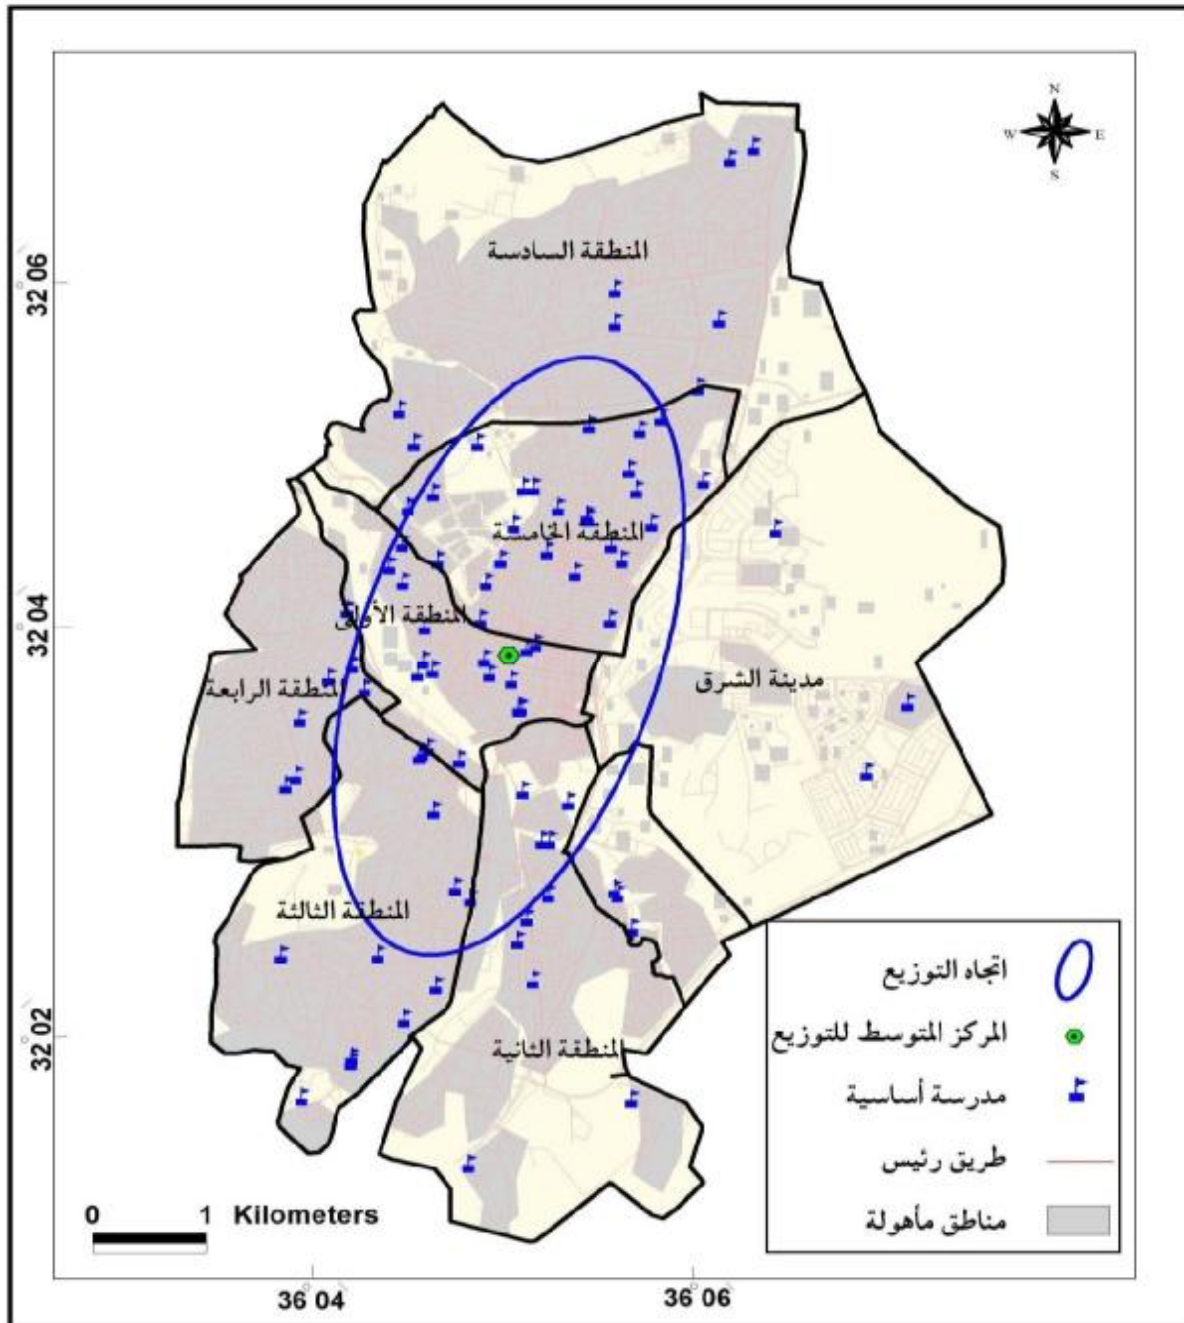 N
W E
S
المنطقة السادسة
32 06
المنطقة الخامسة
32 04
المنطقة الأولى
مدينة الشرق
المنطقة الرابعة
المنطقة الثالثة
32 02
المنطقة الثانية
اتجاه التوزيع
المركز المتوسط للتوزيع
مدرسة أساسية
طريق رئيس
مناطق مأهولة
0 1 Kilometers
36 04
36 06